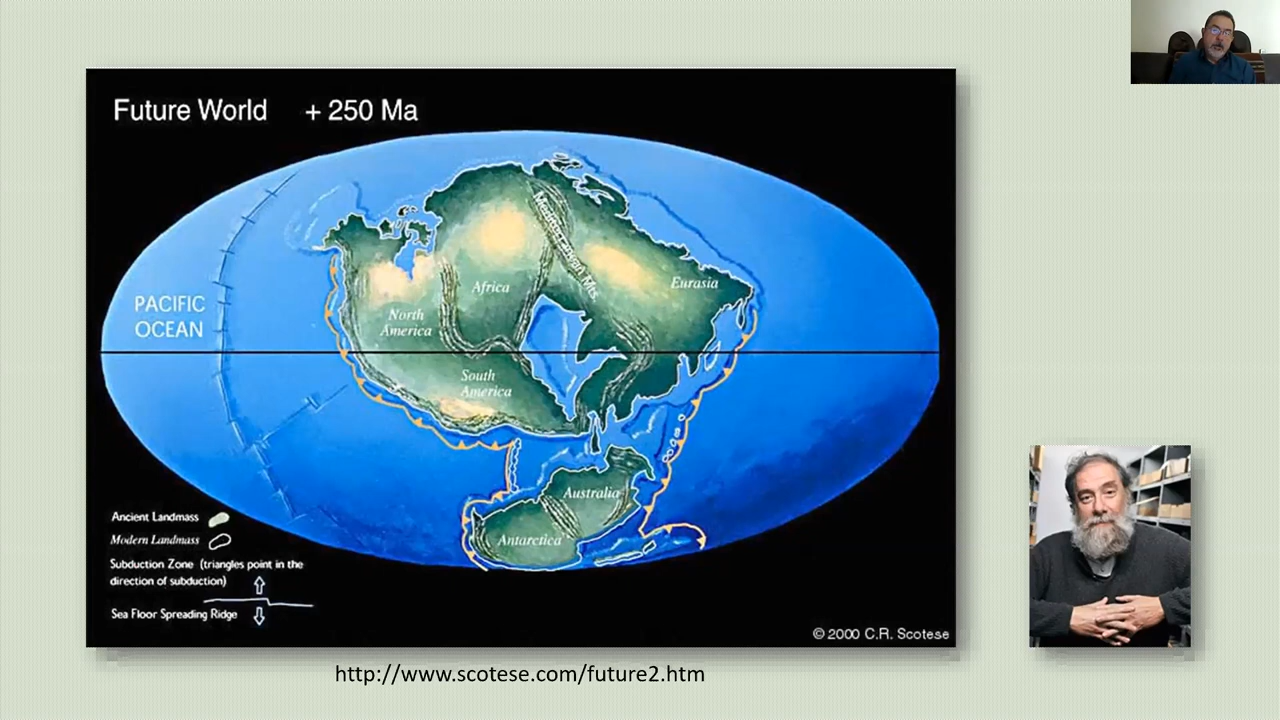 Future World + 250 Ma
Mediterranean Mts.
Eurasia
Africa
PACIFIC
OCEAN
North
America
South
America
Australia
Antarctica
Ancient Landmass
Modern Landmass
Subduction Zone (triangles point in the
direction of subduction)
Sea Floor Spreading Ridge
© 2000 C.R. Scotese
http://www.scotese.com/future2.htm